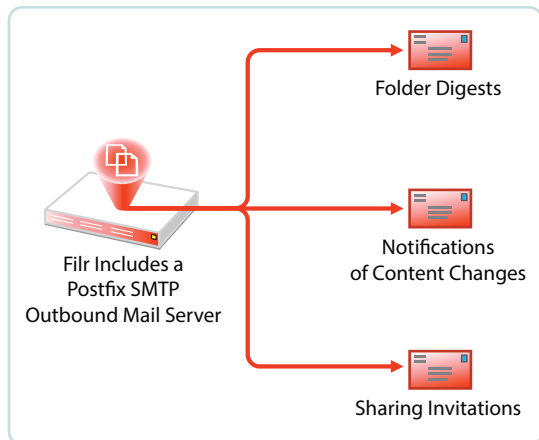 Folder Digests
Filr Includes a
Postfix SMTP
Outbound Mail Server
Notifications
of Content Changes
Sharing Invitations